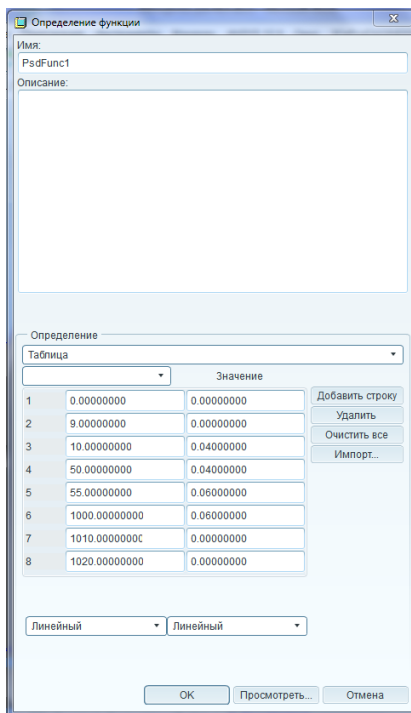 Определение функции
Имя:
PsdFunc1
Описание:
Определение
Таблица
Значение
1 0.00000000 0.00000000 Добавить строку
2 9.00000000 0.00000000 Удалить
3 10.00000000 0.04000000 Очистить все
4 50.00000000 0.04000000 Импорт...
5 55.00000000 0.06000000
6 1000.00000000 0.06000000
7 1010.0000000C 0.00000000
8 1020.00000000 0.00000000
Линейный Линейный
OK Просмотреть... Отмена